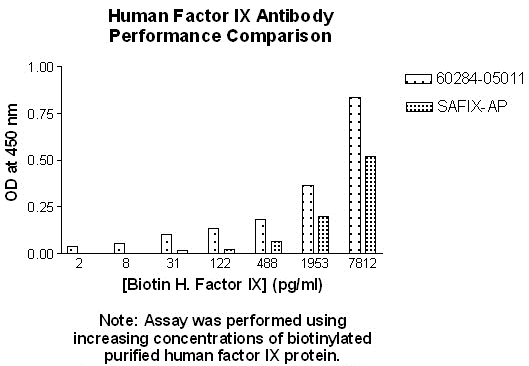 Human Factor IX Antibody
Performance Comparison
1.00
0.75
0.50
0.25
0.00
OD at 450 nm
2 8 31 122 488 1953 7812
[Biotin H. Factor IX] (pg/ml)
60284-05011
SAFIX-AP
Note: Assay was performed using
increasing concentrations of biotinylated
purified human factor IX protein.